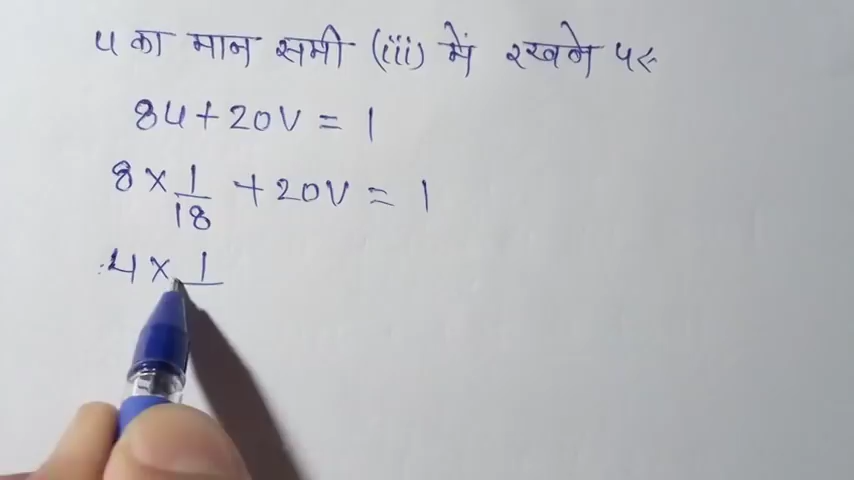 u का मान समी (iii) में रखने पर
8u + 20v = 1
8 × 1/18 + 20v = 1
4 × 1/